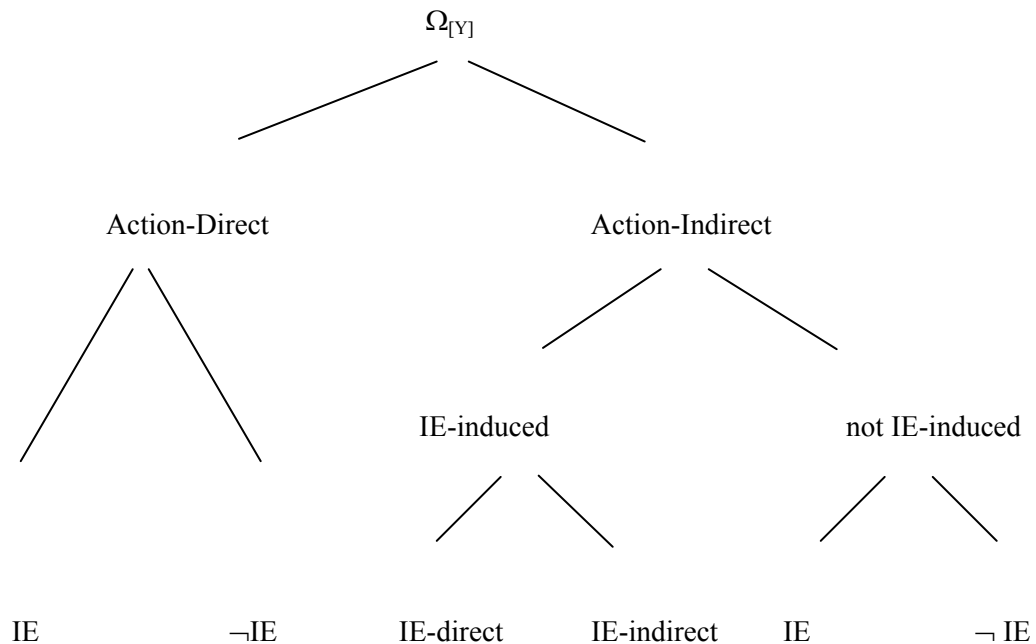 Ω[Y]
Action-Direct Action-Indirect
IE-induced not IE-induced
IE ¬IE IE-direct IE-indirect IE ¬ IE